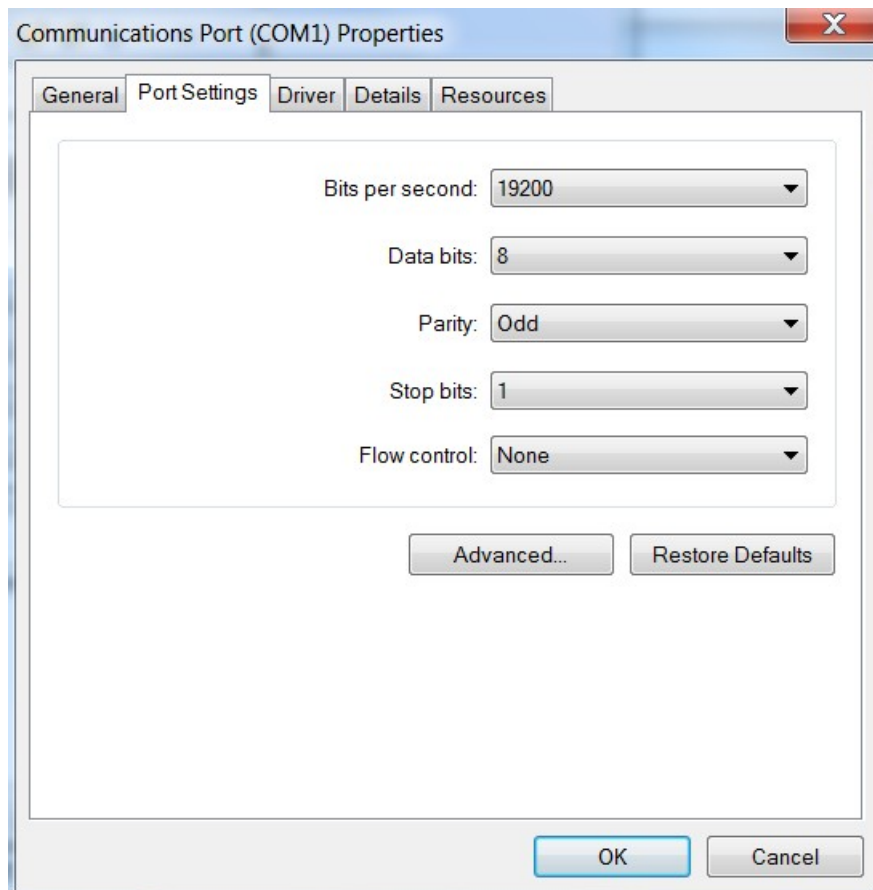 Communications Port (COM1) Properties
General Port Settings Driver Details Resources
Bits per second: 19200
Data bits: 8
Parity: Odd
Stop bits: 1
Flow control: None
Advanced... Restore Defaults
OK Cancel